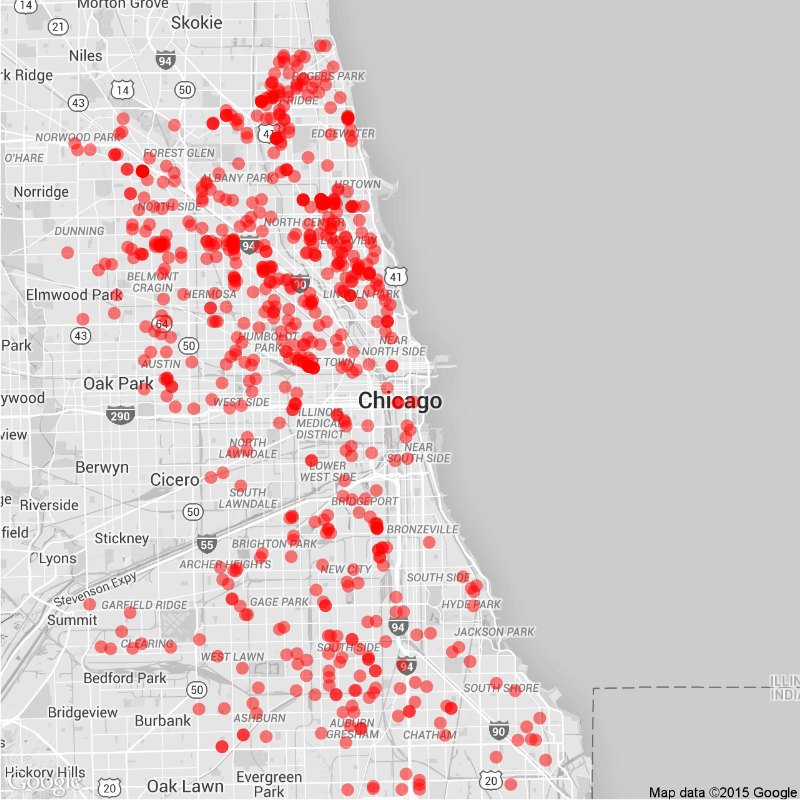 14
Morton Grove
21
Skokie
Niles
94
rk Ridge
14
50
43
ROGERS PARK
RIDGE
41
EDGEWATER
NORWOOD PARK
O'HARE
FOREST GLEN
ALBANY PARK
UPTOWN
Norridge
NORTH SIDE
NORTH CENTER
DUNNING
LAKE VIEW
94
BELMONT
CRAGIN
41
90
Elmwood Park
HERMOSA
LINCOLN PARK
64
43
HUMBOLDT
PARK
NEAR
NORTH SIDE
Park
50
AUSTIN
WEST TOWN
Oak Park
ywood
WEST SIDE
Chicago
290
ILLINOIS
MEDICAL
DISTRICT
view
NORTH
LAWNDALE
NEAR
SOUTH SIDE
Berwyn
LOWER
WEST SIDE
Cicero
SOUTH
LAWNDALE
ge
Riverside
50
BRIDGEPORT
field
Stickney
55
BRIGHTON PARK
BRONZEVILLE
Lyons
ARCHER HEIGHTS
NEW CITY
SOUTH SIDE
Stevenson Expy
GARFIELD RIDGE
GAGE PARK
HYDE PARK
Summit
94
JACKSON PARK
CLEARING
SOUTH SIDE
WEST LAWN
94
Bedford Park
50
SOUTH SHORE
ILLIN
INDIA
Bridgeview
Burbank
ASHBURN
AUBURN
GRESHAM
CHATHAM
90
Hickory Hills
Google
20
Oak Lawn
Evergreen
Park
20
Map data ©2015 Google